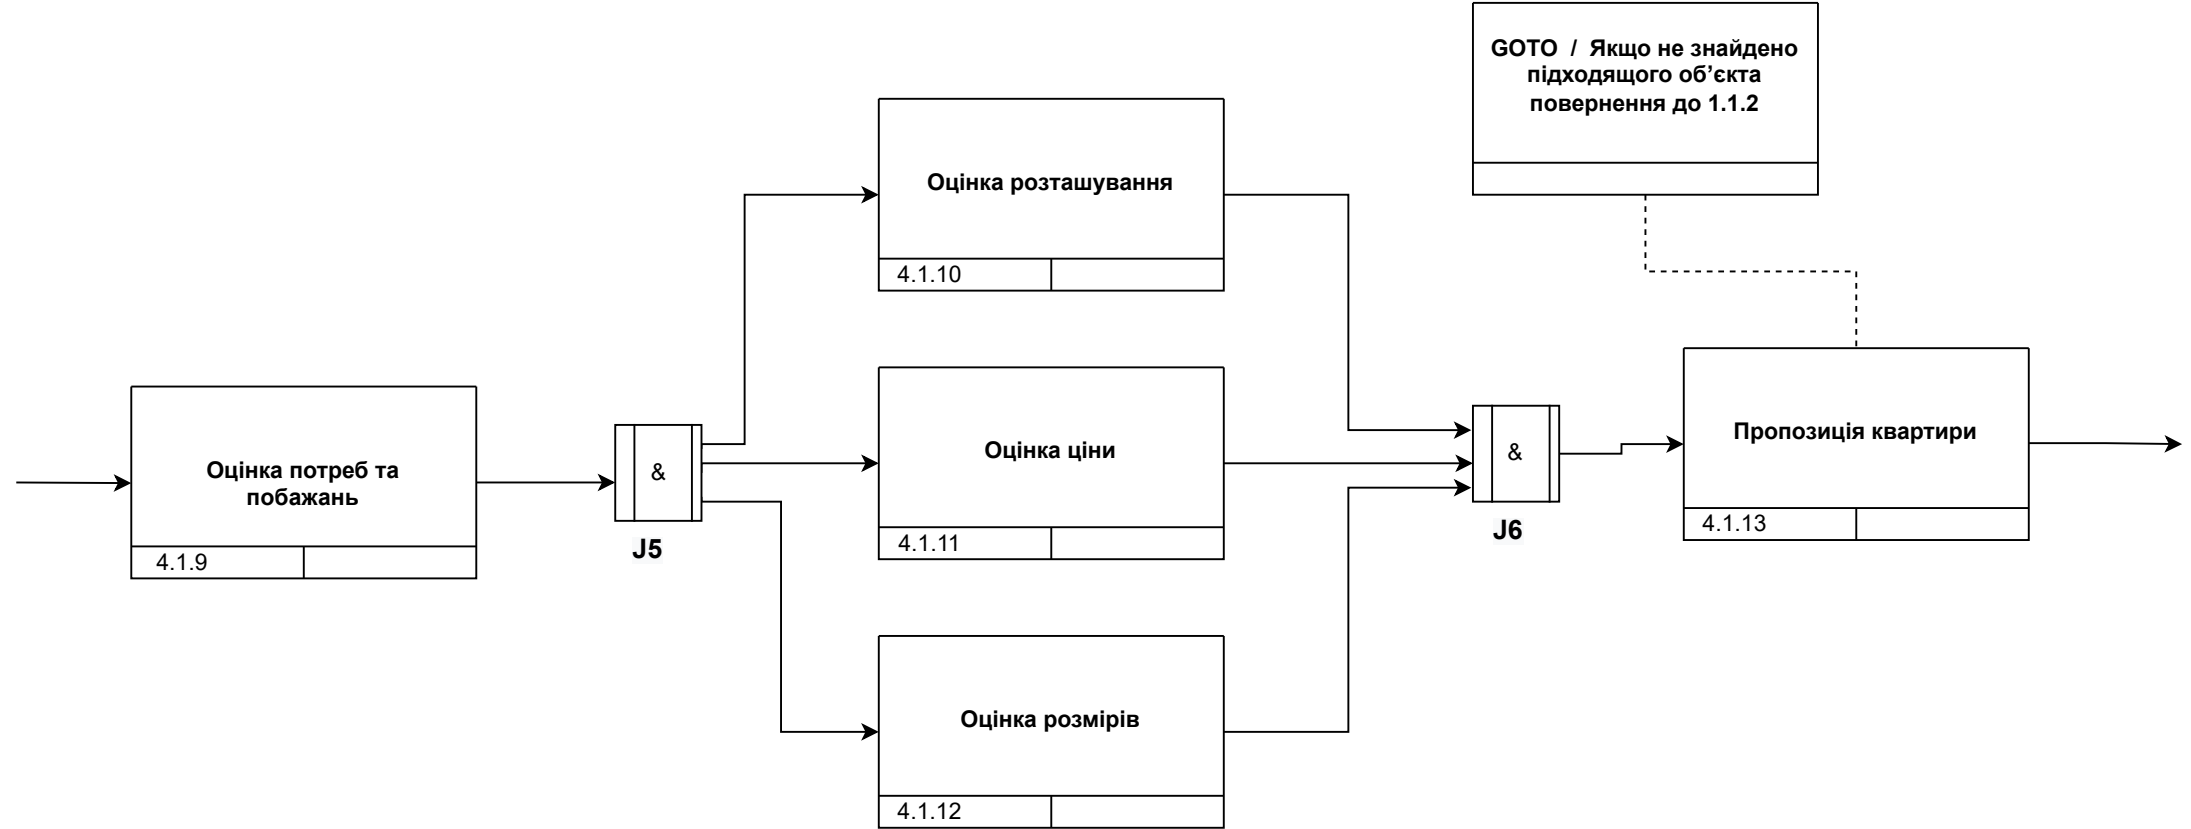 GOTO / Якщо не знайдено
підходящого об’єкта
повернення до 1.1.2
Оцінка розташування
4.1.10
Оцінка потреб та
побажань
4.1.9
&
J5
Оцінка ціни
4.1.11
&
J6
Пропозиція квартири
4.1.13
Оцінка розмірів
4.1.12